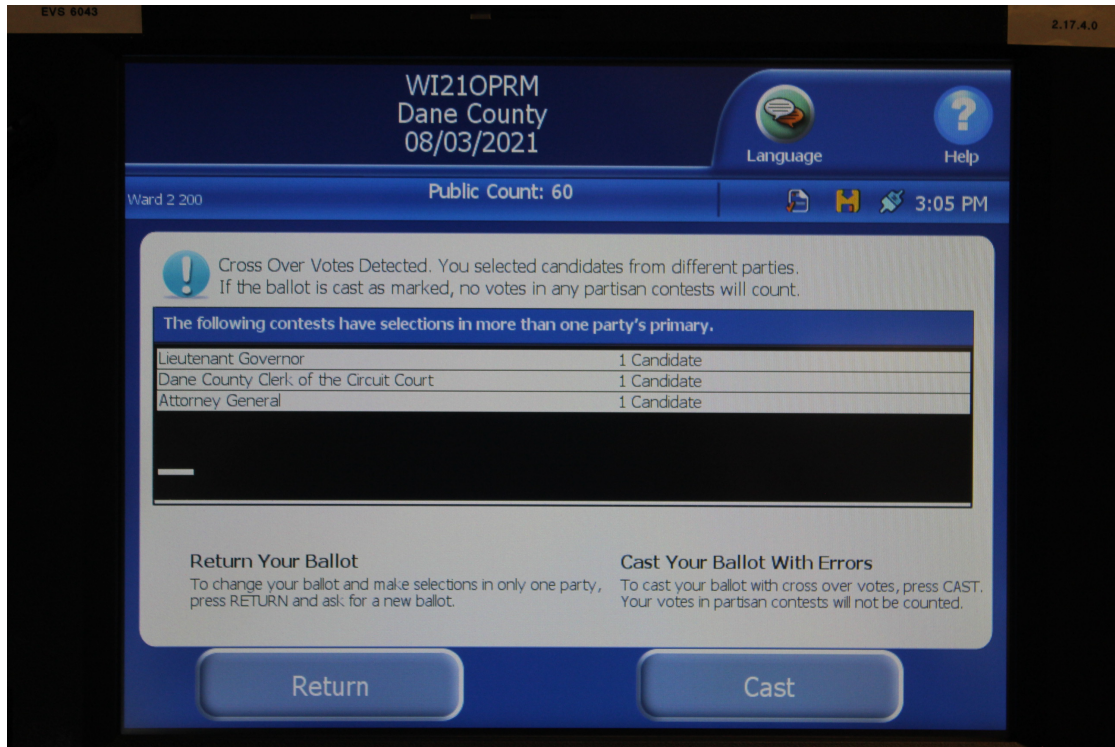 EVS 6043
2.17.4.0
WI21OPRM
Dane County
08/03/2021
Language
Help
Ward 2 200
Public Count: 60
3:05 PM
Cross Over Votes Detected. You selected candidates from different parties.
If the ballot is cast as marked, no votes in any partisan contests will count.
The following contests have selections in more than one party's primary.
Lieutenant Governor 1 Candidate
Dane County Clerk of the Circuit Court 1 Candidate
Attorney General 1 Candidate
Return Your Ballot
To change your ballot and make selections in only one party,
press RETURN and ask for a new ballot.
Cast Your Ballot With Errors
To cast your ballot with cross over votes, press CAST.
Your votes in partisan contests will not be counted.
Return
Cast